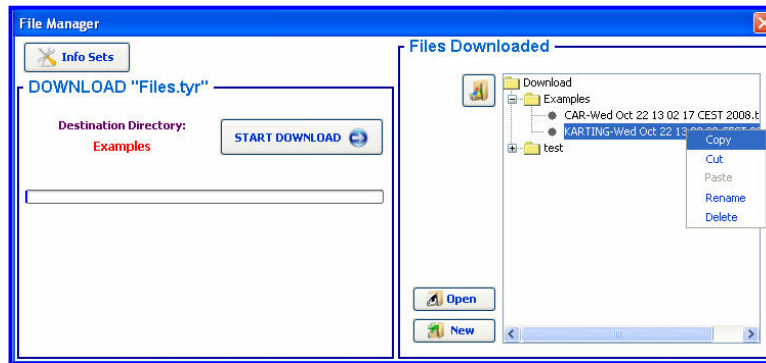 File Manager
Info Sets
DOWNLOAD "Files.tyr"
Destination Directory:
Examples
START DOWNLOAD
Files Downloaded
Download
Examples
CAR-Wed Oct 22 13 02 17 CEST 2008.t
KARTING-Wed Oct 22 13
test
Copy
Cut
Paste
Rename
Delete
Open
New